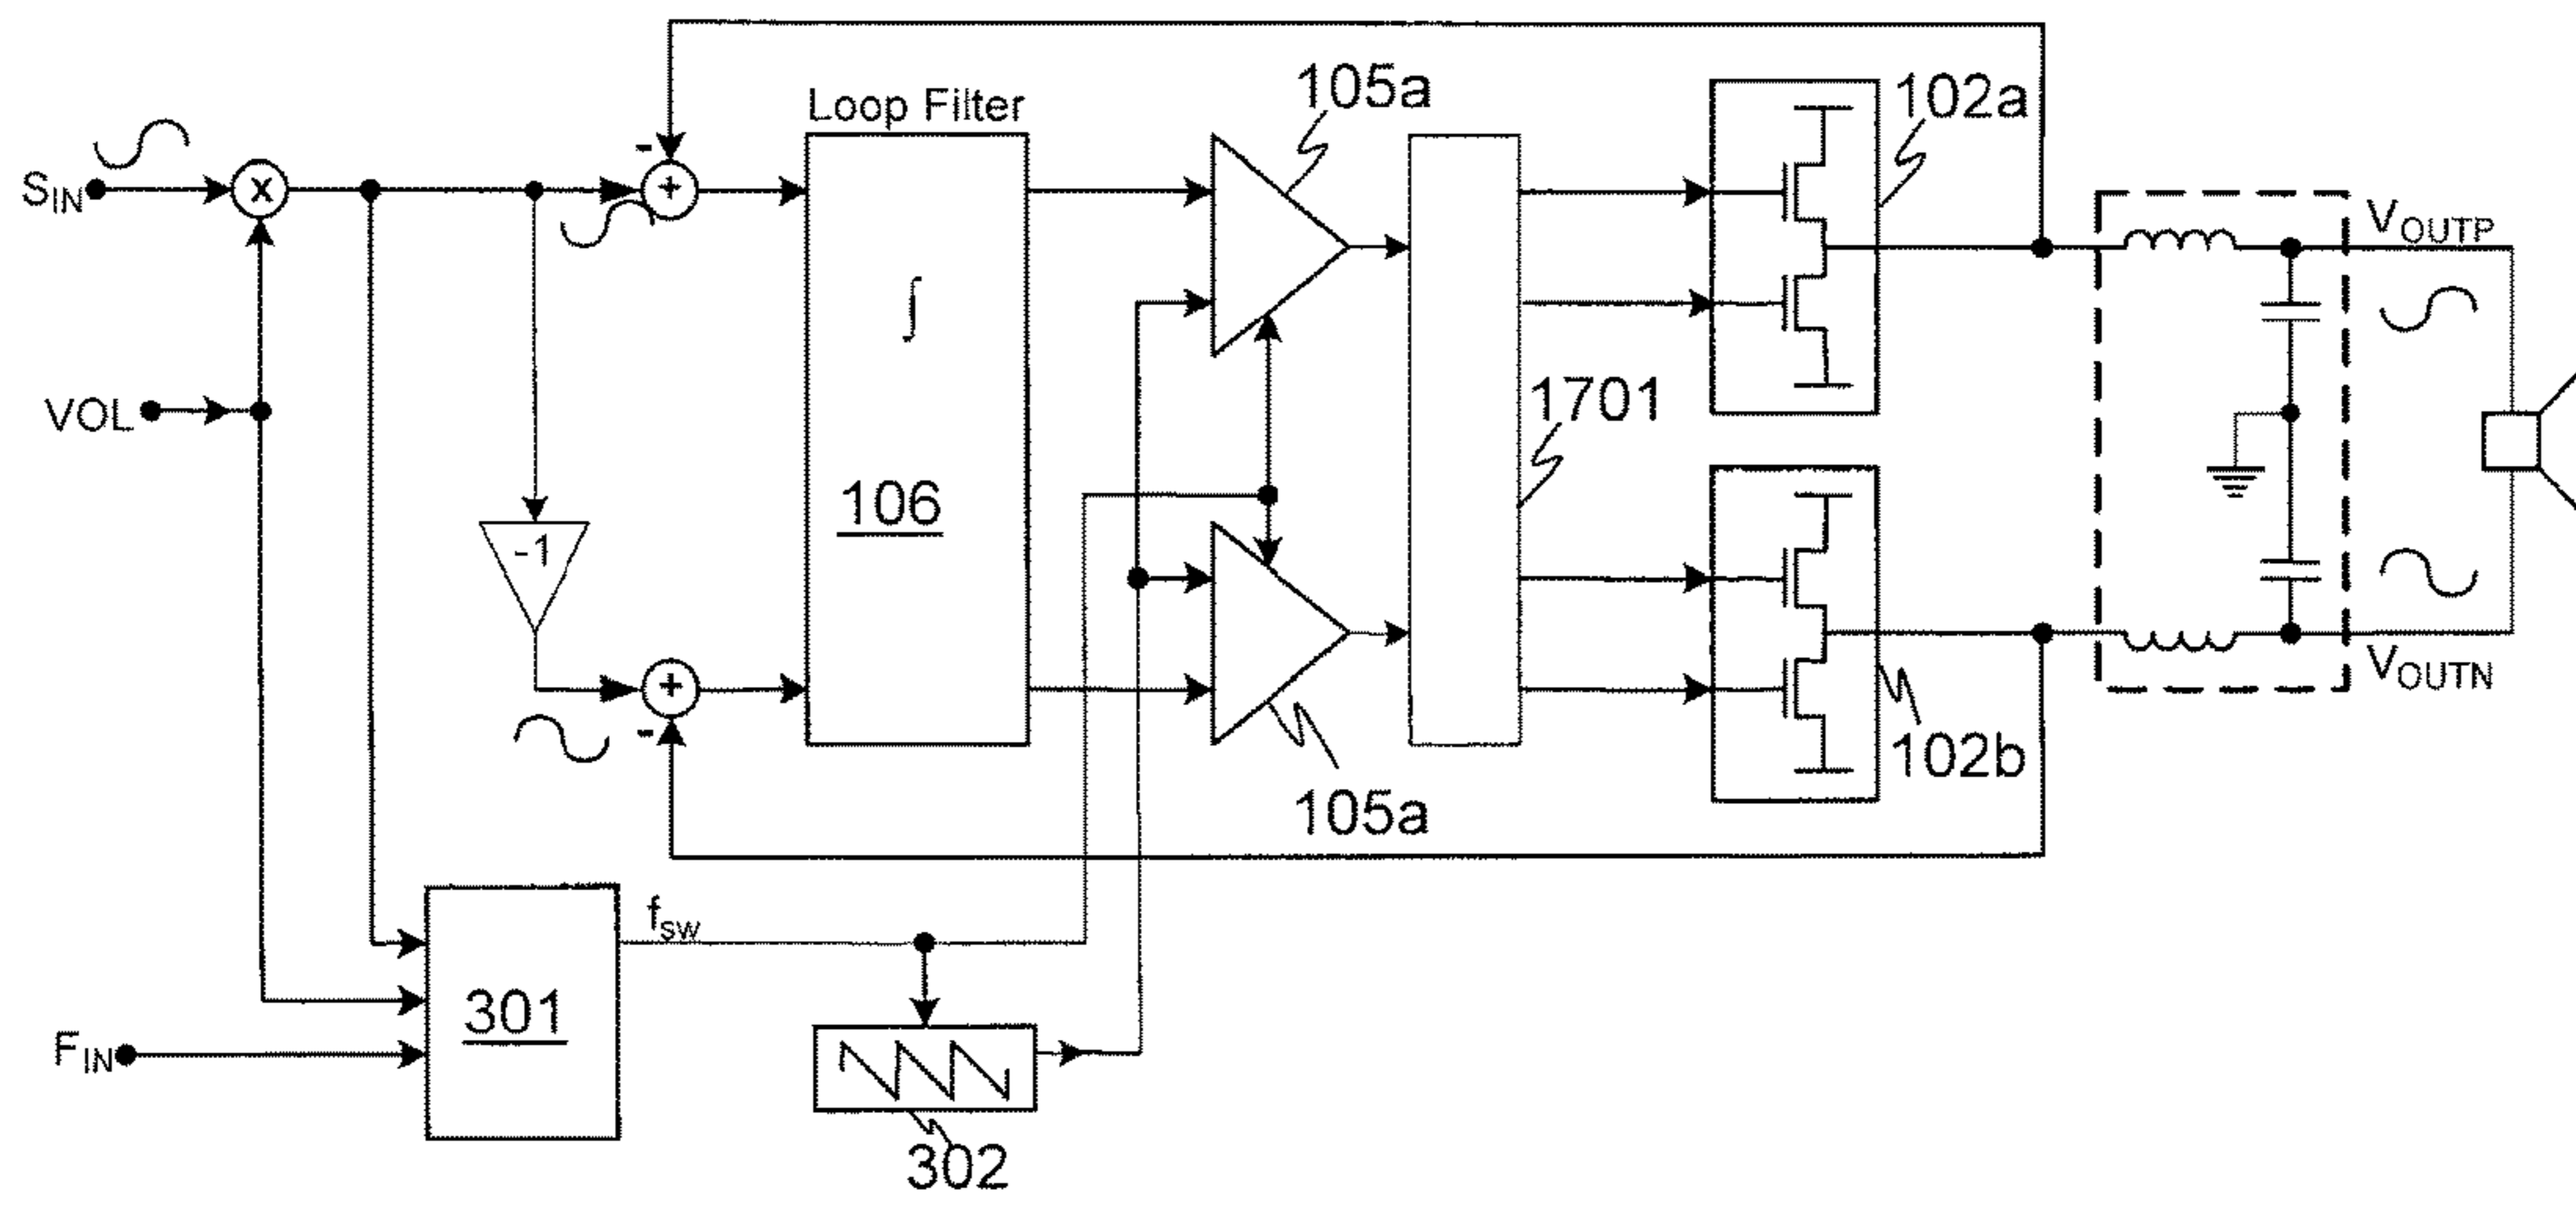 Loop Filter
105a
102a
-
S_IN
x
+
V_OUTP
∫
VOL
1701
106
-1
+
-
V_OUTN
102b
105a
f_sw
301
F_IN
302